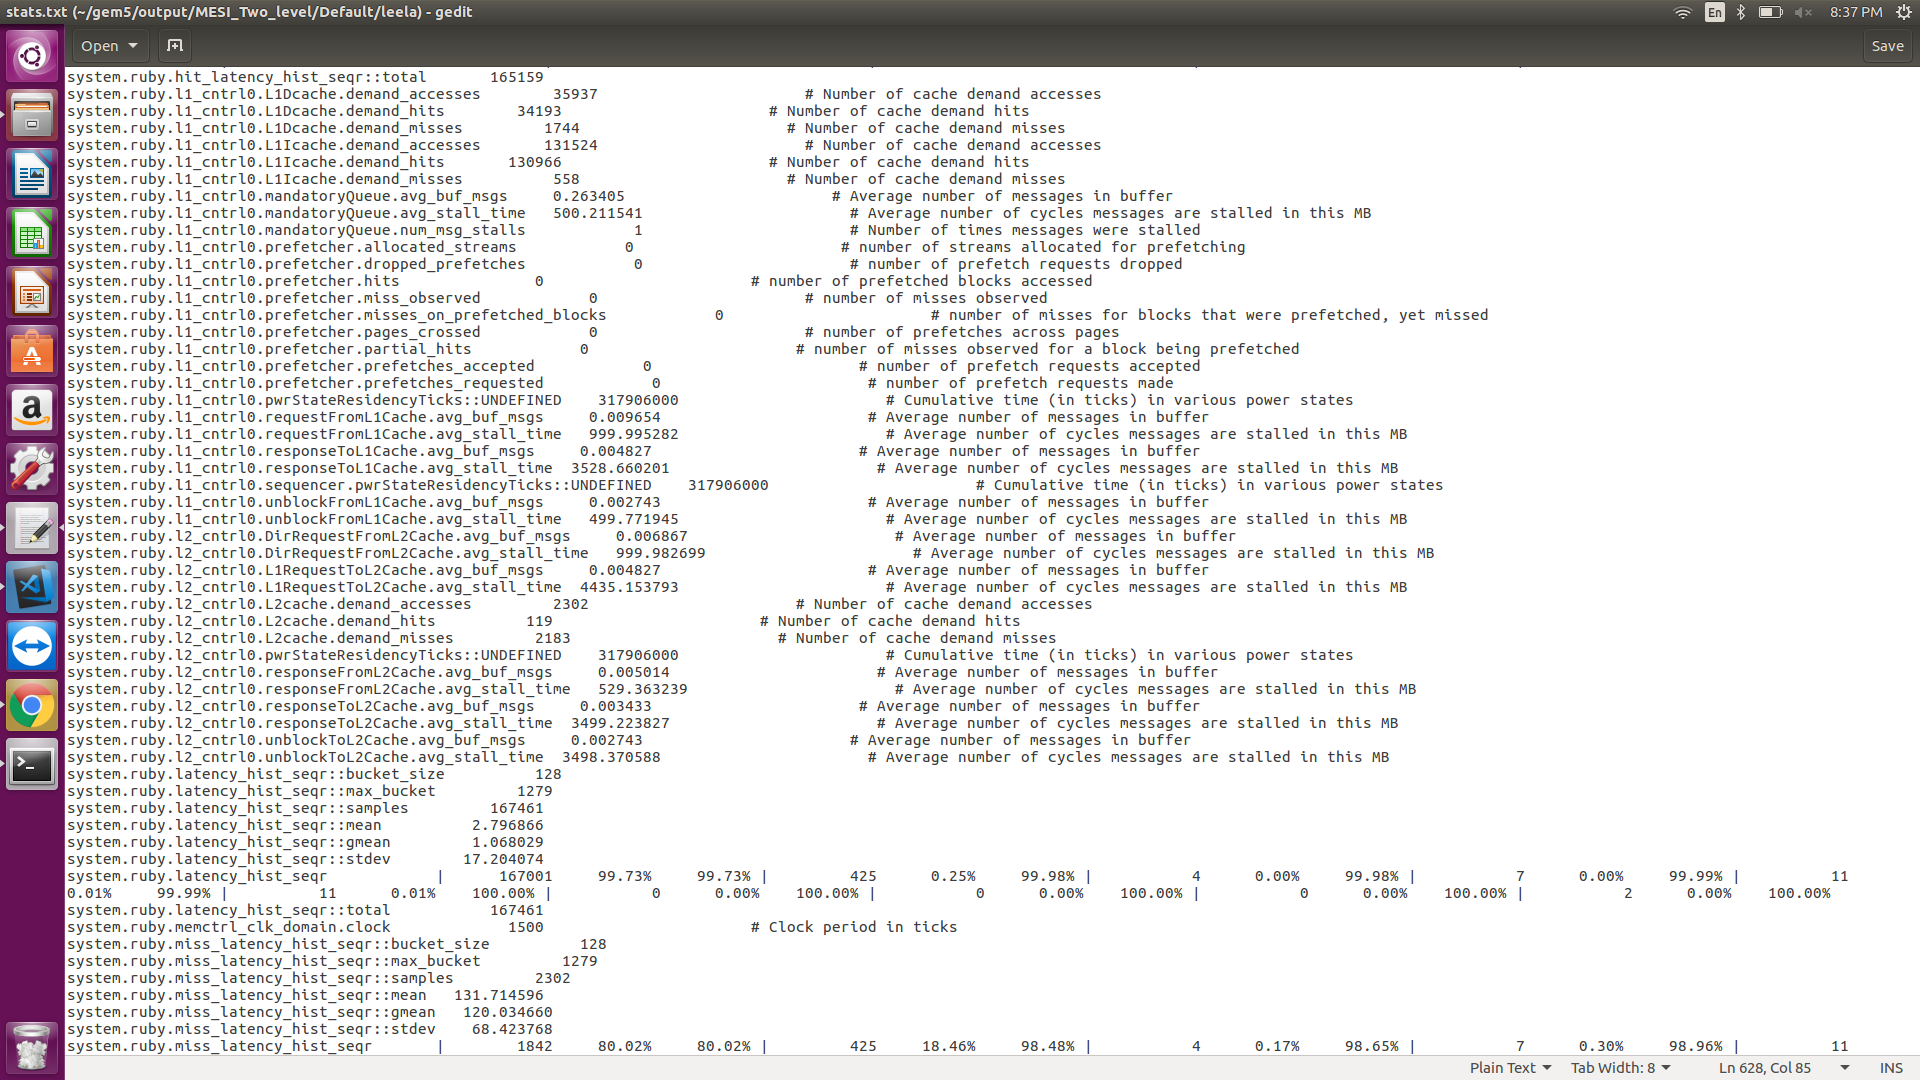 stats.txt (~/gem5/output/MESI_Two_level/Default/leela) - gedit
En
8:37 PM
Open
Save
system.ruby.hit_latency_hist_seqr::total 165159
system.ruby.l1_cntrl0.L1Dcache.demand_accesses 35937 # Number of cache demand accesses
system.ruby.l1_cntrl0.L1Dcache.demand_hits 34193 # Number of cache demand hits
system.ruby.l1_cntrl0.L1Dcache.demand_misses 1744 # Number of cache demand misses
system.ruby.l1_cntrl0.L1Icache.demand_accesses 131524 # Number of cache demand accesses
system.ruby.l1_cntrl0.L1Icache.demand_hits 130966 # Number of cache demand hits
system.ruby.l1_cntrl0.L1Icache.demand_misses 558 # Number of cache demand misses
system.ruby.l1_cntrl0.mandatoryQueue.avg_buf_msgs 0.263405 # Average number of messages in buffer
system.ruby.l1_cntrl0.mandatoryQueue.avg_stall_time 500.211541 # Average number of cycles messages are stalled in this MB
system.ruby.l1_cntrl0.mandatoryQueue.num_msg_stalls 1 # Number of times messages were stalled
system.ruby.l1_cntrl0.prefetcher.allocated_streams 0 # number of streams allocated for prefetching
system.ruby.l1_cntrl0.prefetcher.dropped_prefetches 0 # number of prefetch requests dropped
system.ruby.l1_cntrl0.prefetcher.hits 0 # number of prefetched blocks accessed
system.ruby.l1_cntrl0.prefetcher.miss_observed 0 # number of misses observed
system.ruby.l1_cntrl0.prefetcher.misses_on_prefetched_blocks 0 # number of misses for blocks that were prefetched, yet missed
system.ruby.l1_cntrl0.prefetcher.pages_crossed 0 # number of prefetches across pages
system.ruby.l1_cntrl0.prefetcher.partial_hits 0 # number of misses observed for a block being prefetched
system.ruby.l1_cntrl0.prefetcher.prefetches_accepted 0 # number of prefetch requests accepted
system.ruby.l1_cntrl0.prefetcher.prefetches_requested 0 # number of prefetch requests made
system.ruby.l1_cntrl0.pwrStateResidencyTicks::UNDEFINED 317906000 # Cumulative time (in ticks) in various power states
system.ruby.l1_cntrl0.requestFromL1Cache.avg_buf_msgs 0.009654 # Average number of messages in buffer
system.ruby.l1_cntrl0.requestFromL1Cache.avg_stall_time 999.995282 # Average number of cycles messages are stalled in this MB
system.ruby.l1_cntrl0.responseToL1Cache.avg_buf_msgs 0.004827 # Average number of messages in buffer
system.ruby.l1_cntrl0.responseToL1Cache.avg_stall_time 3528.660201 # Average number of cycles messages are stalled in this MB
system.ruby.l1_cntrl0.sequencer.pwrStateResidencyTicks::UNDEFINED 317906000 # Cumulative time (in ticks) in various power states
system.ruby.l1_cntrl0.unblockFromL1Cache.avg_buf_msgs 0.002743 # Average number of messages in buffer
system.ruby.l1_cntrl0.unblockFromL1Cache.avg_stall_time 499.771945 # Average number of cycles messages are stalled in this MB
system.ruby.l2_cntrl0.DirRequestFromL2Cache.avg_buf_msgs 0.006867 # Average number of messages in buffer
system.ruby.l2_cntrl0.DirRequestFromL2Cache.avg_stall_time 999.982699 # Average number of cycles messages are stalled in this MB
system.ruby.l2_cntrl0.L1RequestToL2Cache.avg_buf_msgs 0.004827 # Average number of messages in buffer
system.ruby.l2_cntrl0.L1RequestToL2Cache.avg_stall_time 4435.153793 # Average number of cycles messages are stalled in this MB
system.ruby.l2_cntrl0.L2cache.demand_accesses 2302 # Number of cache demand accesses
system.ruby.l2_cntrl0.L2cache.demand_hits 119 # Number of cache demand hits
system.ruby.l2_cntrl0.L2cache.demand_misses 2183 # Number of cache demand misses
system.ruby.l2_cntrl0.pwrStateResidencyTicks::UNDEFINED 317906000 # Cumulative time (in ticks) in various power states
system.ruby.l2_cntrl0.responseFromL2Cache.avg_buf_msgs 0.005014 # Average number of messages in buffer
system.ruby.l2_cntrl0.responseFromL2Cache.avg_stall_time 529.363239 # Average number of cycles messages are stalled in this MB
system.ruby.l2_cntrl0.responseToL2Cache.avg_buf_msgs 0.003433 # Average number of messages in buffer
system.ruby.l2_cntrl0.responseToL2Cache.avg_stall_time 3499.223827 # Average number of cycles messages are stalled in this MB
system.ruby.l2_cntrl0.unblockToL2Cache.avg_buf_msgs 0.002743 # Average number of messages in buffer
system.ruby.l2_cntrl0.unblockToL2Cache.avg_stall_time 3498.370588 # Average number of cycles messages are stalled in this MB
system.ruby.latency_hist_seqr::bucket_size 128
system.ruby.latency_hist_seqr::max_bucket 1279
system.ruby.latency_hist_seqr::samples 167461
system.ruby.latency_hist_seqr::mean 2.796866
system.ruby.latency_hist_seqr::gmean 1.068029
system.ruby.latency_hist_seqr::stdev 17.204074
system.ruby.latency_hist_seqr | 167001 99.73% 99.73% | 425 0.25% 99.98% | 4 0.00% 99.98% | 7 0.00% 99.99% | 11
0.01% 99.99% | 11 0.01% 100.00% | 0 0.00% 100.00% | 0 0.00% 100.00% | 0 0.00% 100.00% | 2 0.00% 100.00%
system.ruby.latency_hist_seqr::total 167461
system.ruby.memctrl_clk_domain.clock 1500 # Clock period in ticks
system.ruby.miss_latency_hist_seqr::bucket_size 128
system.ruby.miss_latency_hist_seqr::max_bucket 1279
system.ruby.miss_latency_hist_seqr::samples 2302
system.ruby.miss_latency_hist_seqr::mean 131.714596
system.ruby.miss_latency_hist_seqr::gmean 120.034660
system.ruby.miss_latency_hist_seqr::stdev 68.423768
system.ruby.miss_latency_hist_seqr | 1842 80.02% 80.02% | 425 18.46% 98.48% | 4 0.17% 98.65% | 7 0.30% 98.96% | 11
Plain Text Tab Width: 8 Ln 628, Col 85 INS